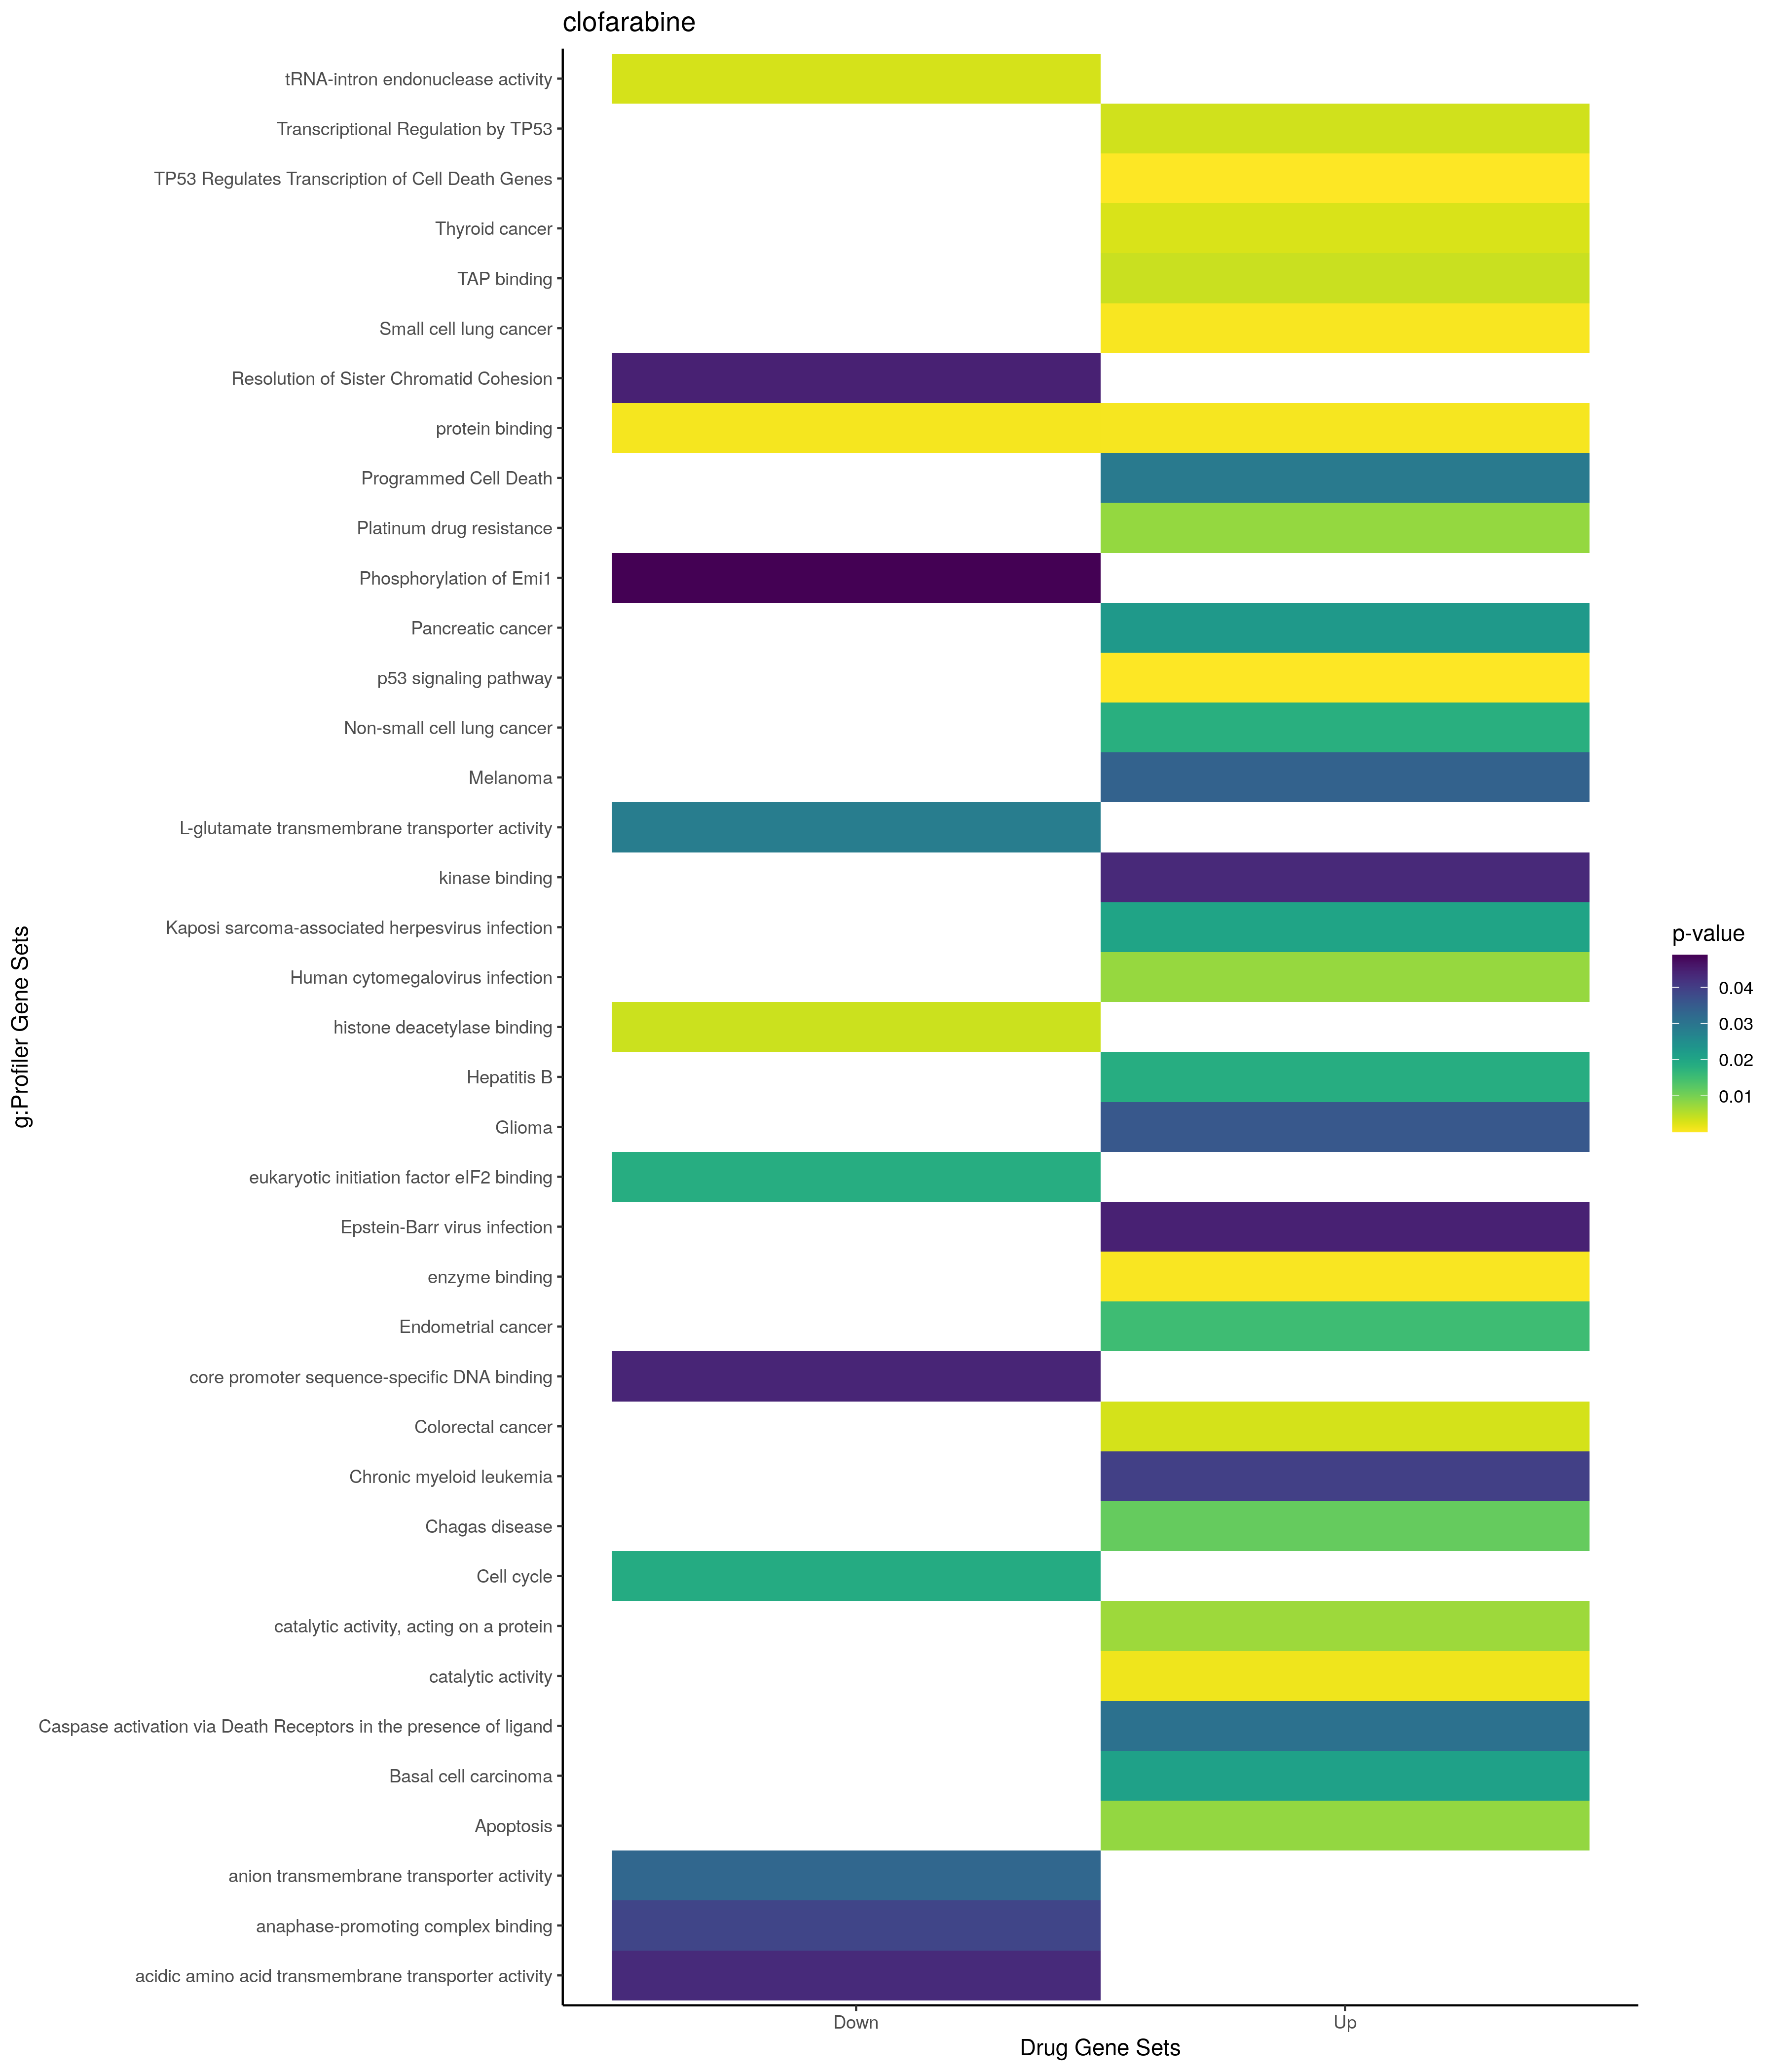 clofarabine
tRNA-intron endonuclease activity
Transcriptional Regulation by TP53
TP53 Regulates Transcription of Cell Death Genes
Thyroid cancer
TAP binding
Small cell lung cancer
Resolution of Sister Chromatid Cohesion
protein binding
Programmed Cell Death
Platinum drug resistance
Phosphorylation of Emi1
Pancreatic cancer
p53 signaling pathway
Non-small cell lung cancer
Melanoma
L-glutamate transmembrane transporter activity
kinase binding
Kaposi sarcoma-associated herpesvirus infection
Human cytomegalovirus infection
histone deacetylase binding
Hepatitis B
Glioma
eukaryotic initiation factor eIF2 binding
Epstein-Barr virus infection
enzyme binding
Endometrial cancer
core promoter sequence-specific DNA binding
Colorectal cancer
Chronic myeloid leukemia
Chagas disease
Cell cycle
catalytic activity, acting on a protein
catalytic activity
Caspase activation via Death Receptors in the presence of ligand
Basal cell carcinoma
Apoptosis
anion transmembrane transporter activity
anaphase-promoting complex binding
acidic amino acid transmembrane transporter activity
g:Profiler Gene Sets
Down
Up
Drug Gene Sets
p-value
0.04
0.03
0.02
0.01